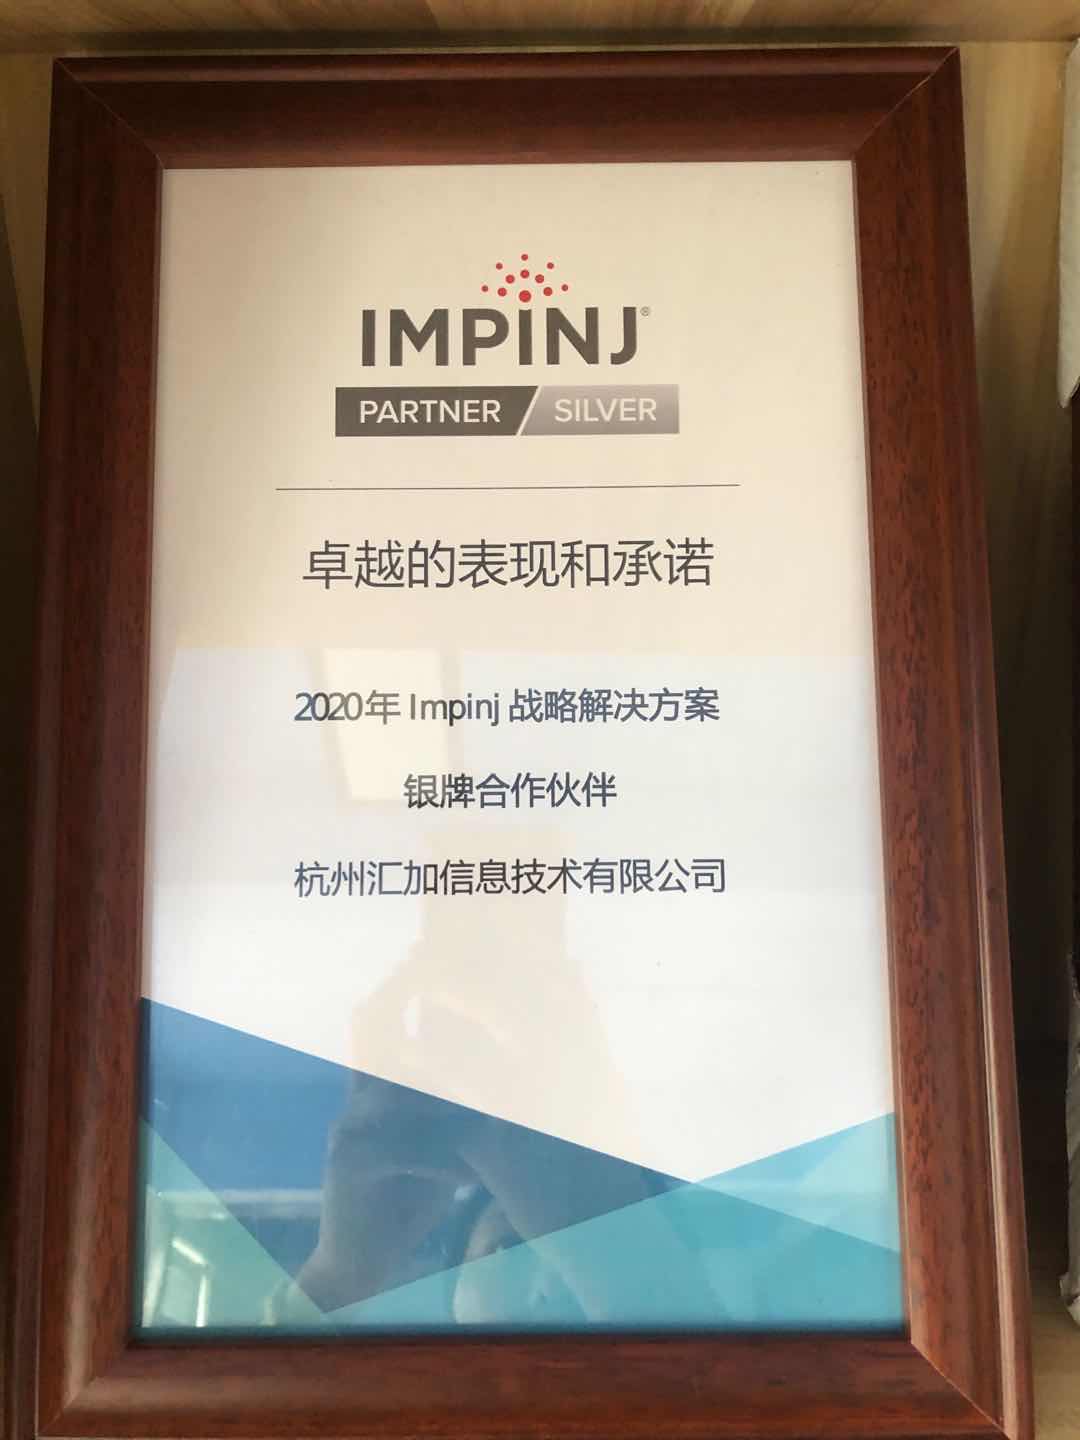 IMPINJ®
PARTNER / SILVER
卓越的表现和承诺
2020年 Impinj 战略解决方案
银牌合作伙伴
杭州汇加信息技术有限公司